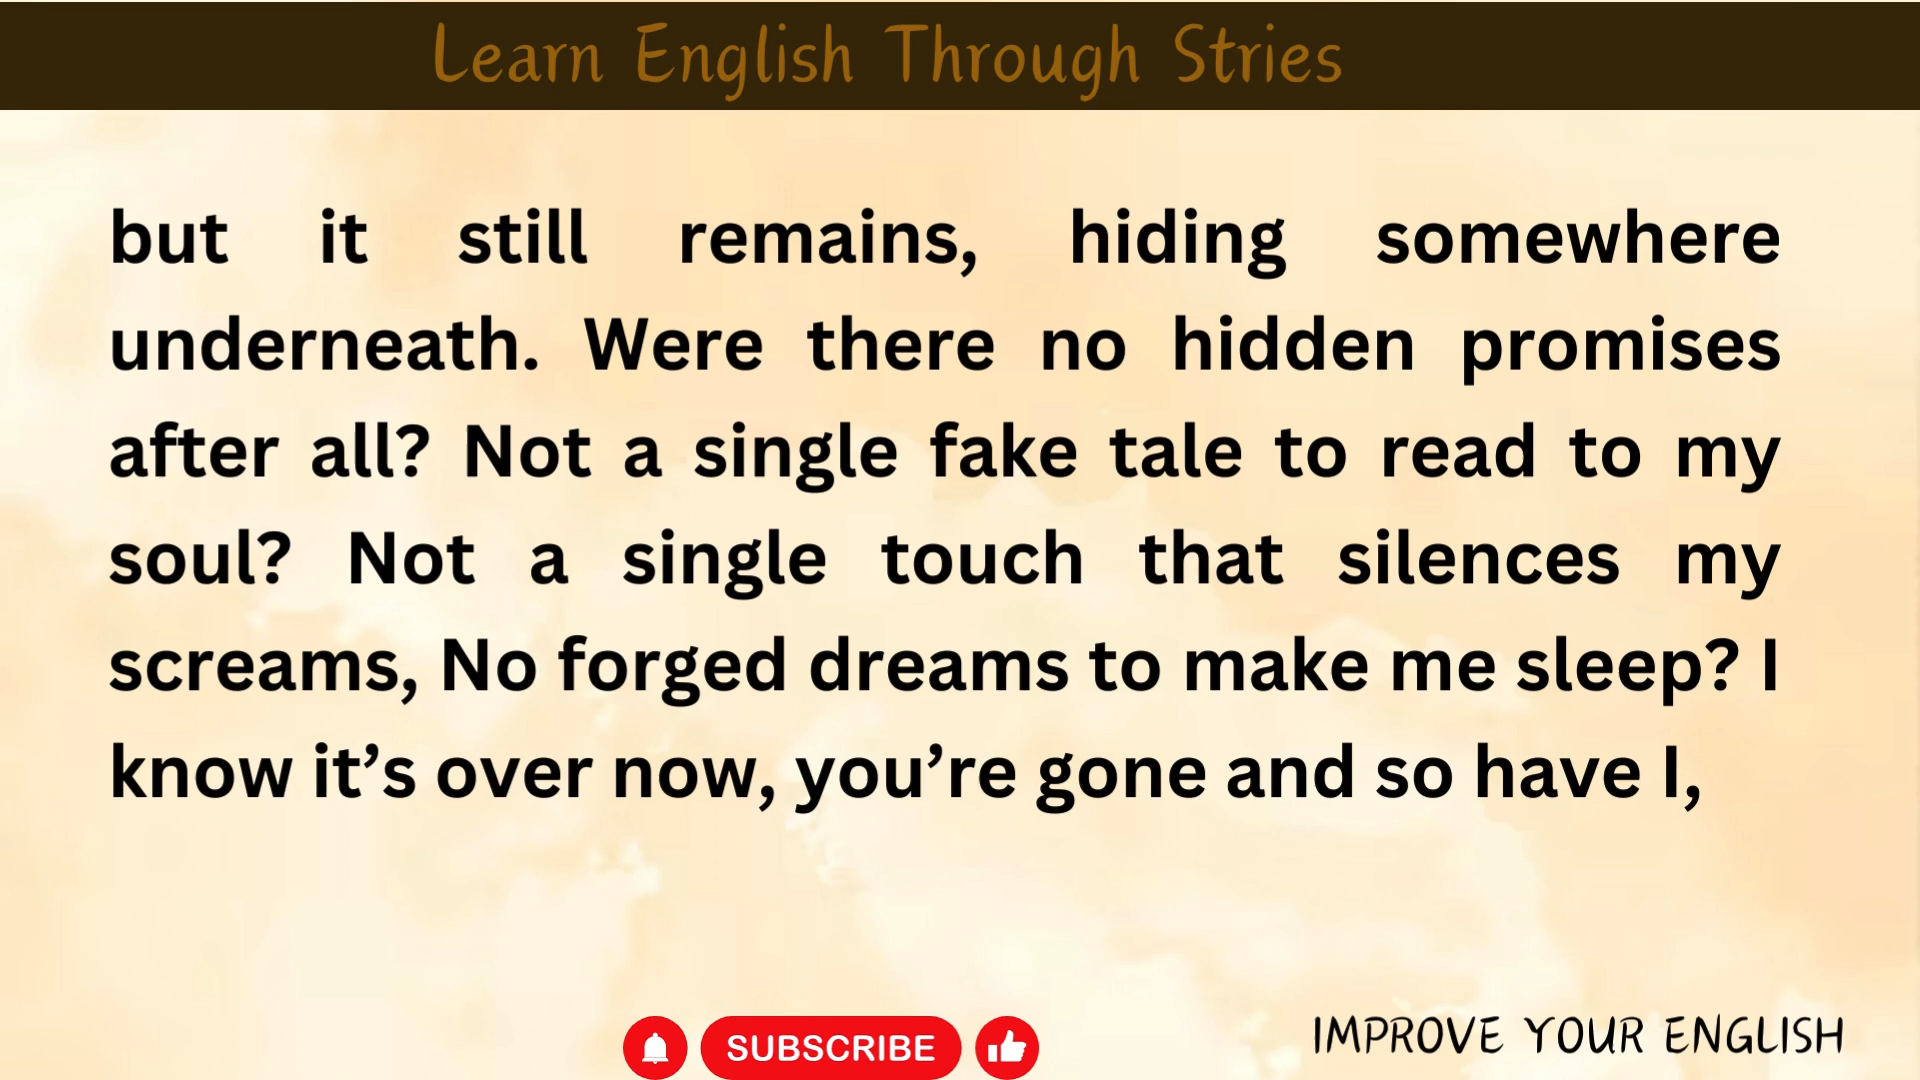 Learn English Through Stries
but it still remains, hiding somewhere
underneath. Were there no hidden promises
after all? Not a single fake tale to read to my
soul? Not a single touch that silences my
screams, No forged dreams to make me sleep? I
know it’s over now, you’re gone and so have I,
SUBSCRIBE
IMPROVE YOUR ENGLISH